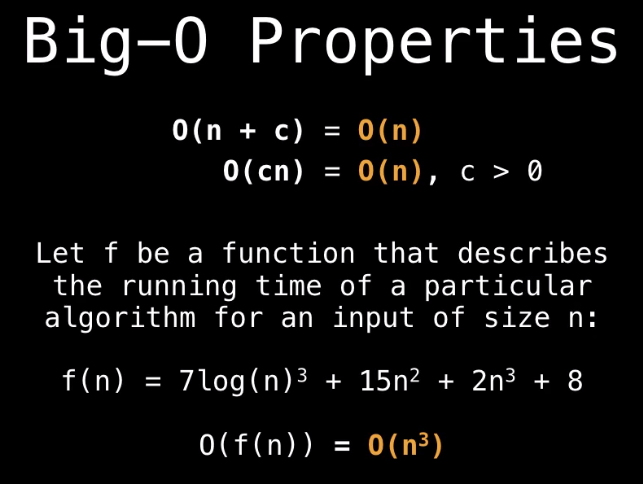 Big-O Properties
O(n + c) = O(n)
O(cn) = O(n), c > 0
Let f be a function that describes
the running time of a particular
algorithm for an input of size n:
f(n) = 7log(n)³ + 15n² + 2n³ + 8
O(f(n)) = O(n³)